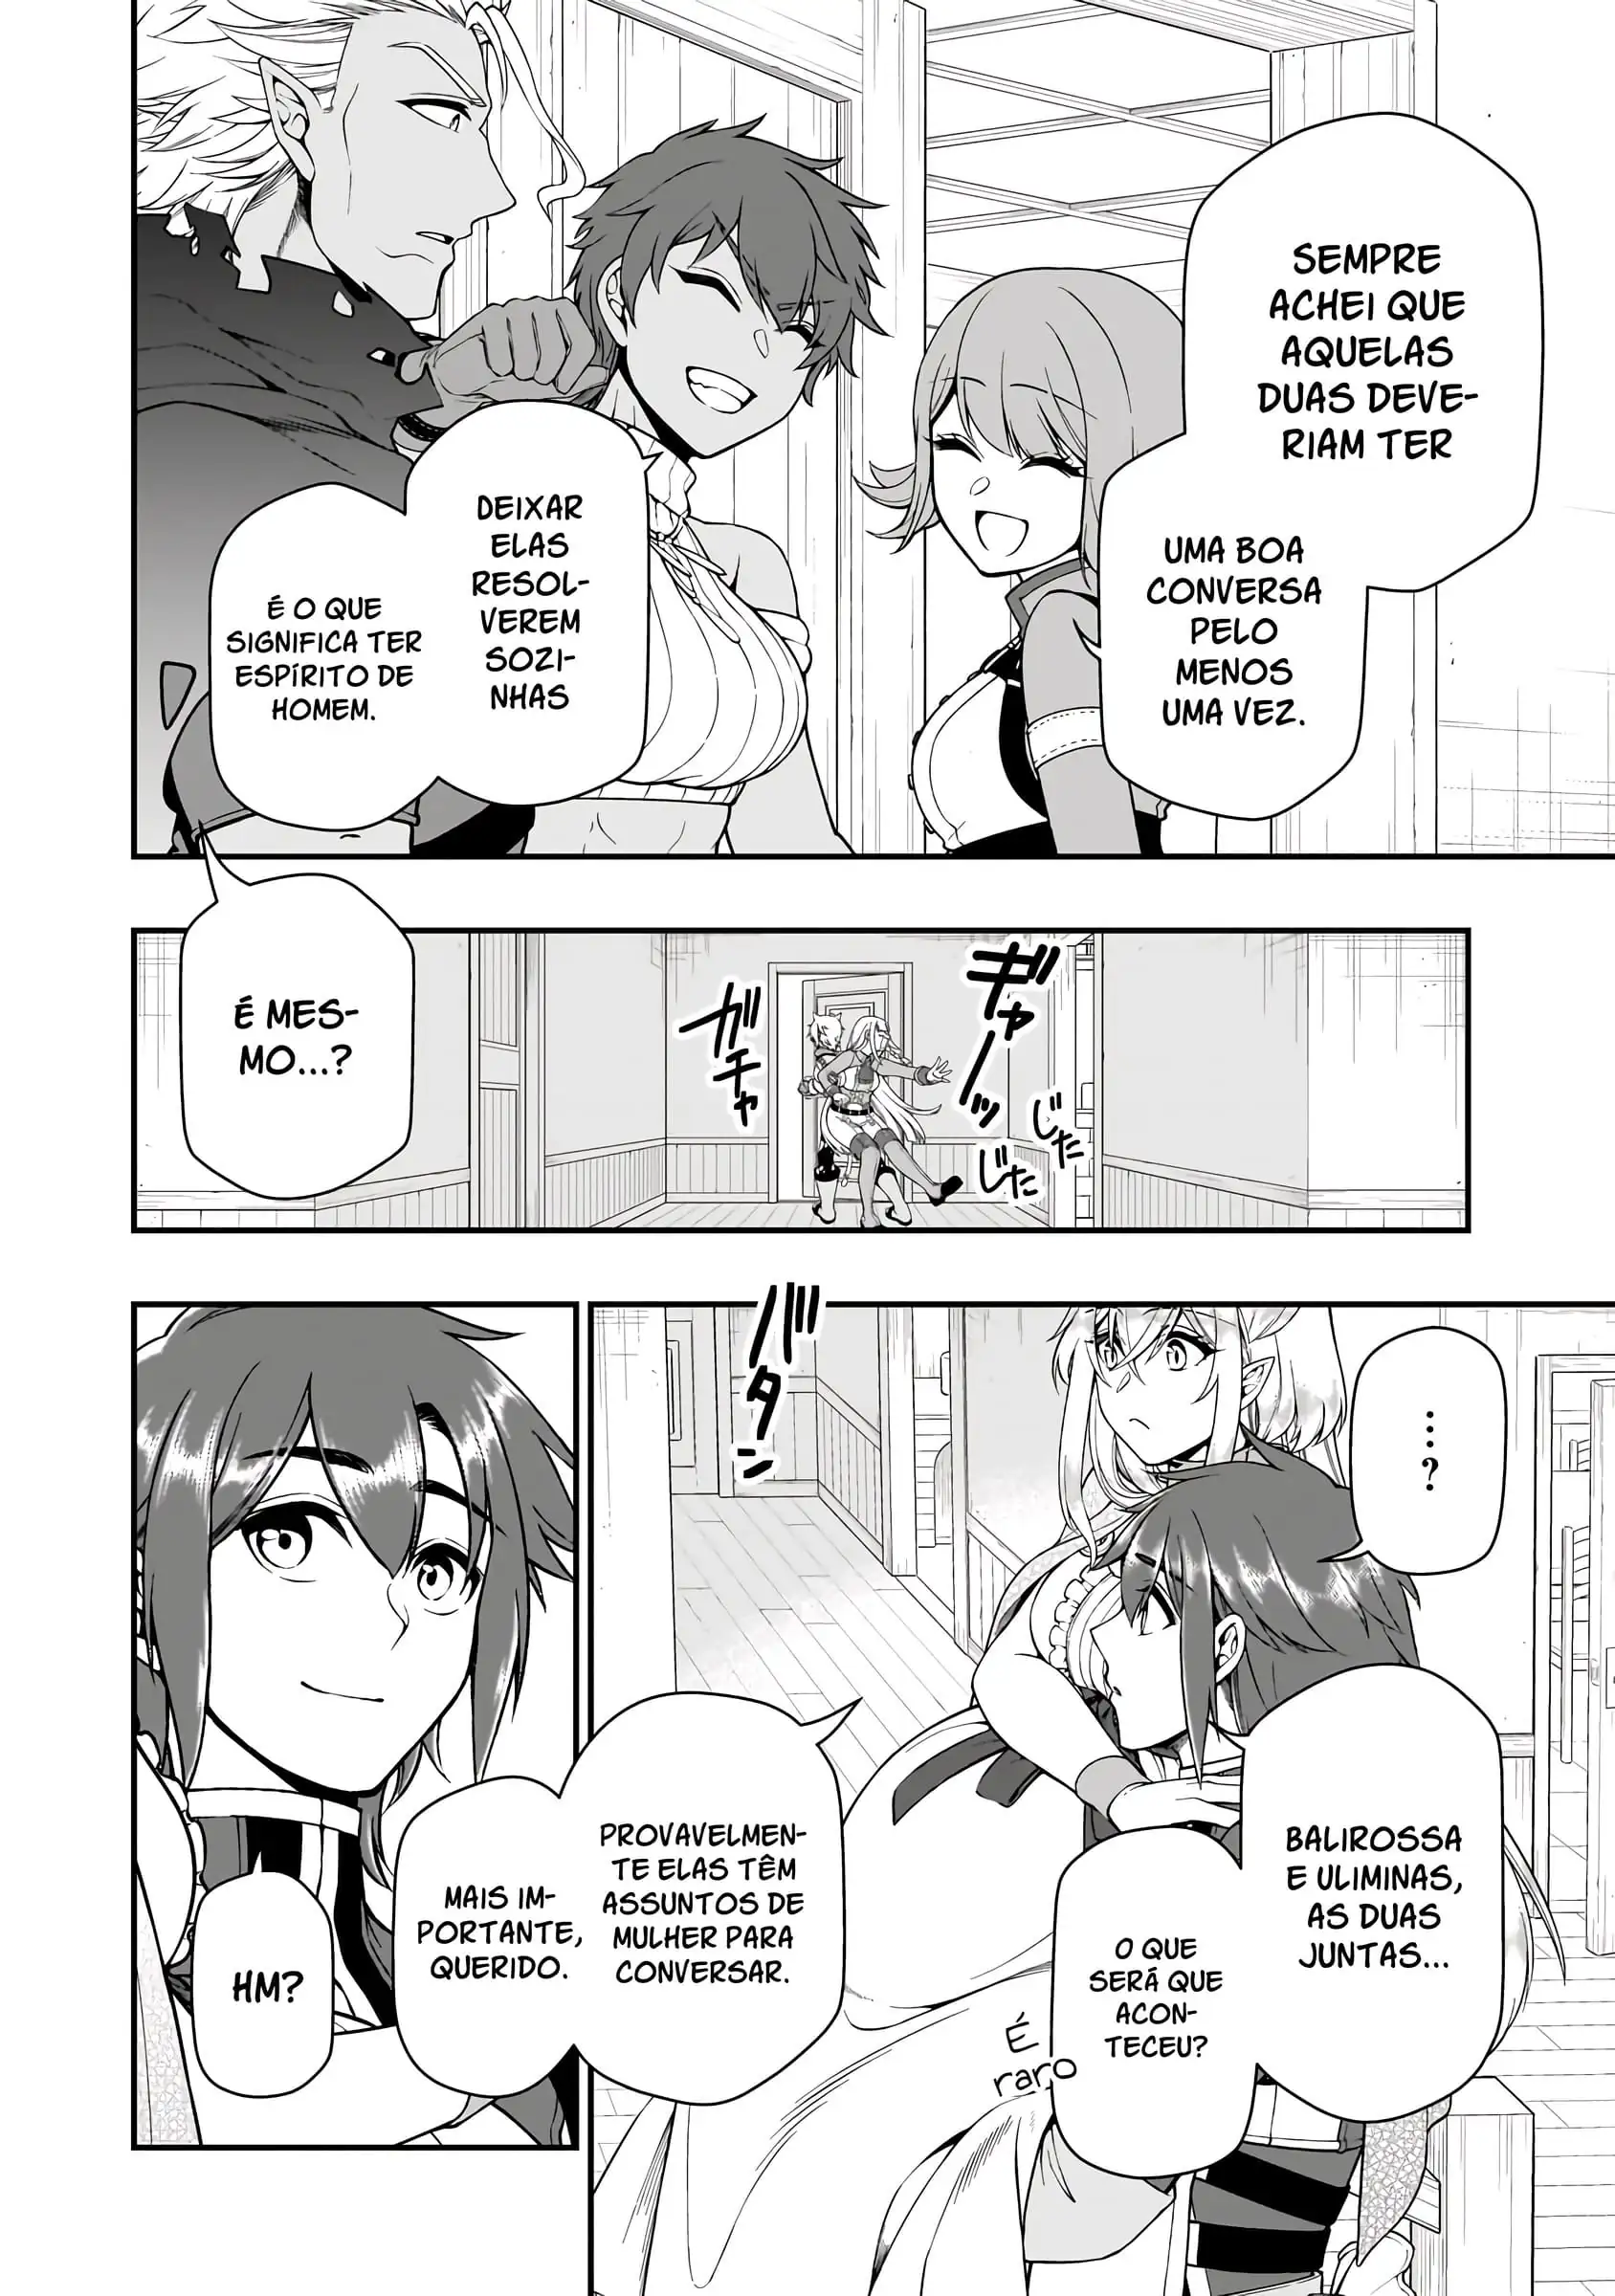 SEMPRE
ACHEI QUE
AQUELAS
DUAS DEVE-
RIAM TER
UMA BOA
CONVERSA
PELO
MENOS
UMA VEZ.
DEIXAR
ELAS
RESOL-
VEREM
SOZI-
NHAS
É O QUE
SIGNIFICA TER
ESPÍRITO DE
HOMEM.
É MES-
MO...?
ギャーッ
じたじた
ガチャ
バタン
...?
BALIROSSA
E ULIMINAS,
AS DUAS
JUNTAS...
O QUE
SERÁ QUE
ACON-
TECEU?
É
raro
PROVAVELMEN-
TE ELAS TÊM
ASSUNTOS DE
MULHER PARA
CONVERSAR.
MAIS IM-
PORTANTE,
QUERIDO.
HM?